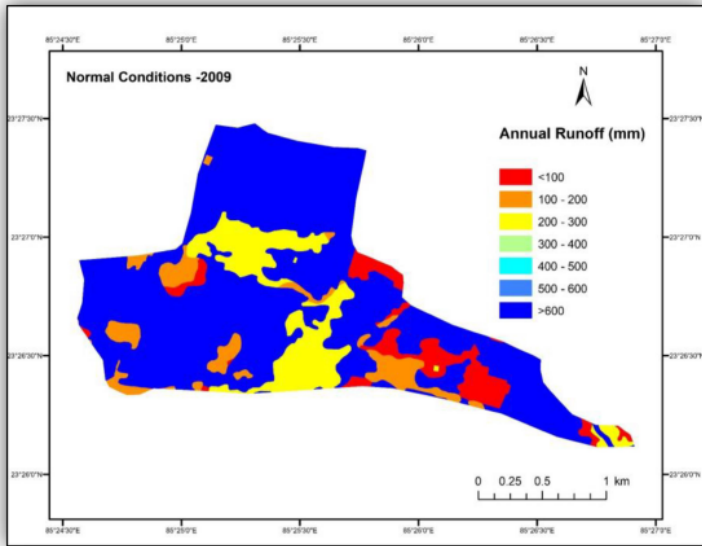 85°24'30"E 85°25'0"E 85°25'30"E 85°26'0"E 85°26'30"E 85°27'0"E
Normal Conditions -2009
N
23°27'30"N 23°27'30"N
Annual Runoff (mm)
<100
100 - 200
200 - 300
23°27'0"N 23°27'0"N
300 - 400
400 - 500
500 - 600
>600
23°26'30"N 23°26'30"N
0 0.25 0.5 1 km
23°26'0"N 23°26'0"N
85°24'30"E 85°25'0"E 85°25'30"E 85°26'0"E 85°26'30"E 85°27'0"E